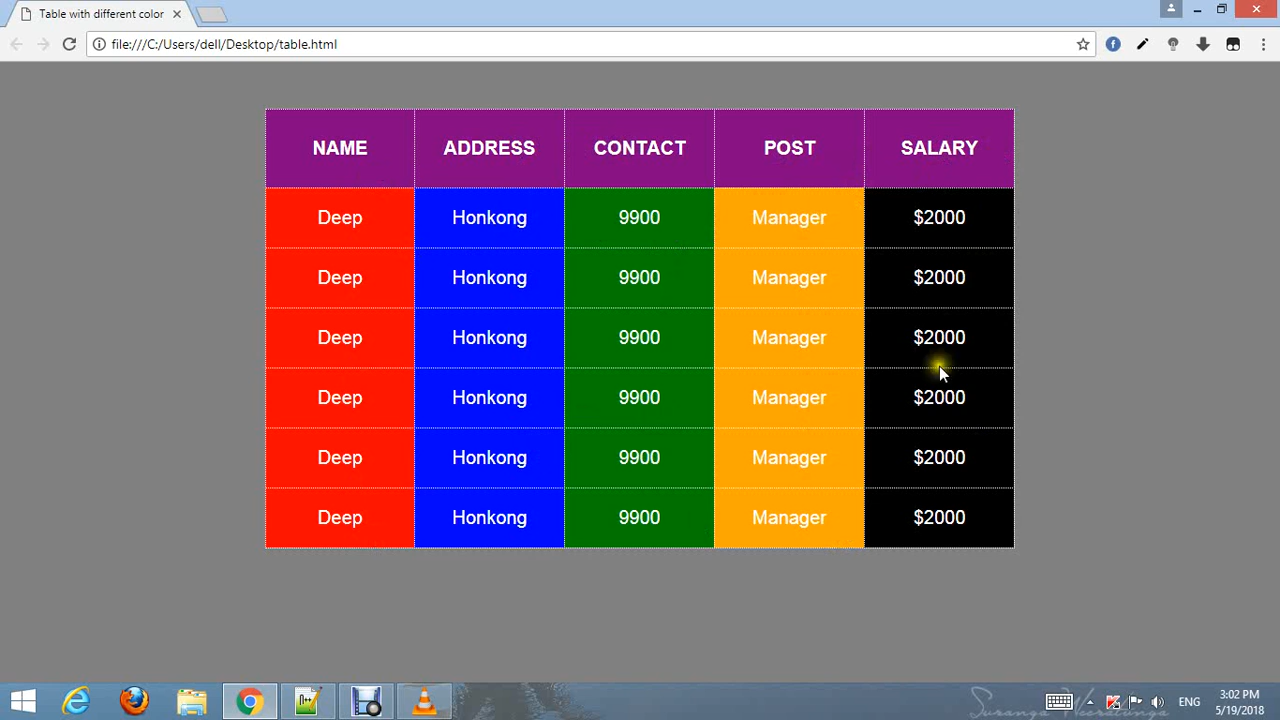 Table with different color
file:///C:/Users/dell/Desktop/table.html
NAME ADDRESS CONTACT POST SALARY
Deep Honkong 9900 Manager $2000
Deep Honkong 9900 Manager $2000
Deep Honkong 9900 Manager $2000
Deep Honkong 9900 Manager $2000
Deep Honkong 9900 Manager $2000
Deep Honkong 9900 Manager $2000
ENG
3:02 PM
5/19/2018